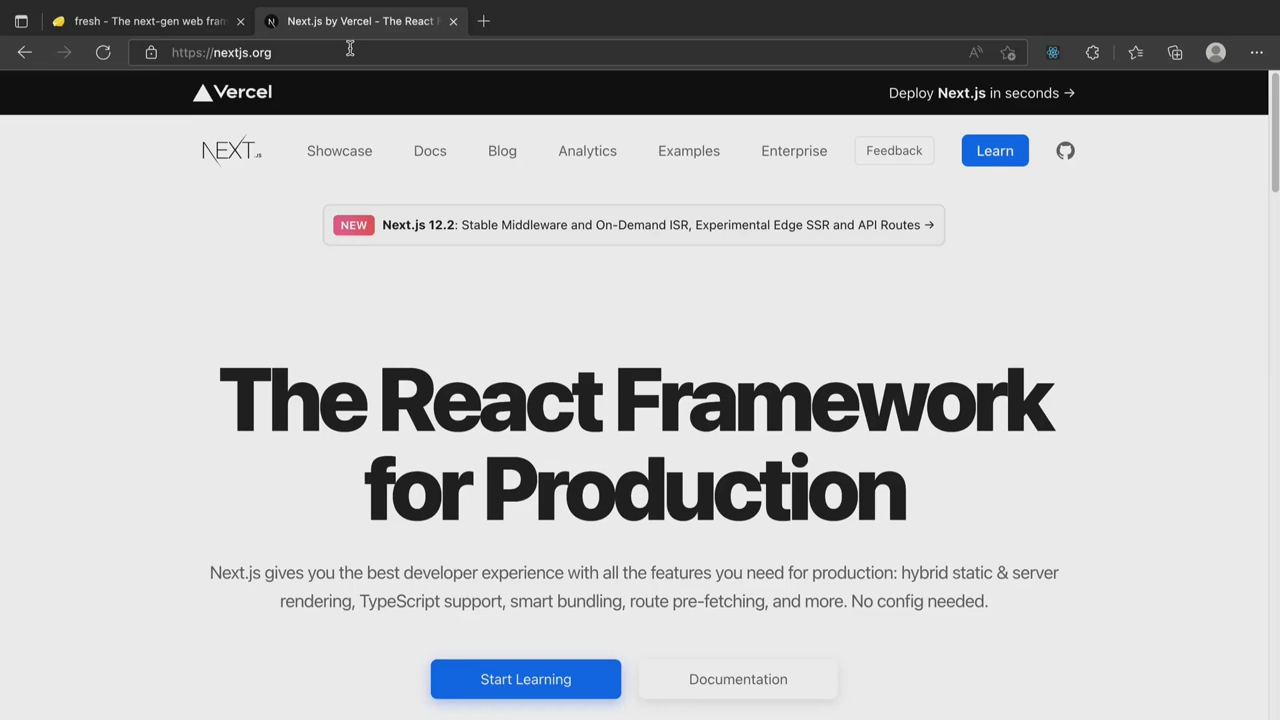 fresh - The next-gen web fram
Next.js by Vercel - The React F
https://nextjs.org
Vercel
Deploy Next.js in seconds →
NEXT.JS
Showcase
Docs
Blog
Analytics
Examples
Enterprise
Feedback
Learn
NEW Next.js 12.2: Stable Middleware and On-Demand ISR, Experimental Edge SSR and API Routes →
The React Framework
for Production
Next.js gives you the best developer experience with all the features you need for production: hybrid static & server
rendering, TypeScript support, smart bundling, route pre-fetching, and more. No config needed.
Start Learning
Documentation